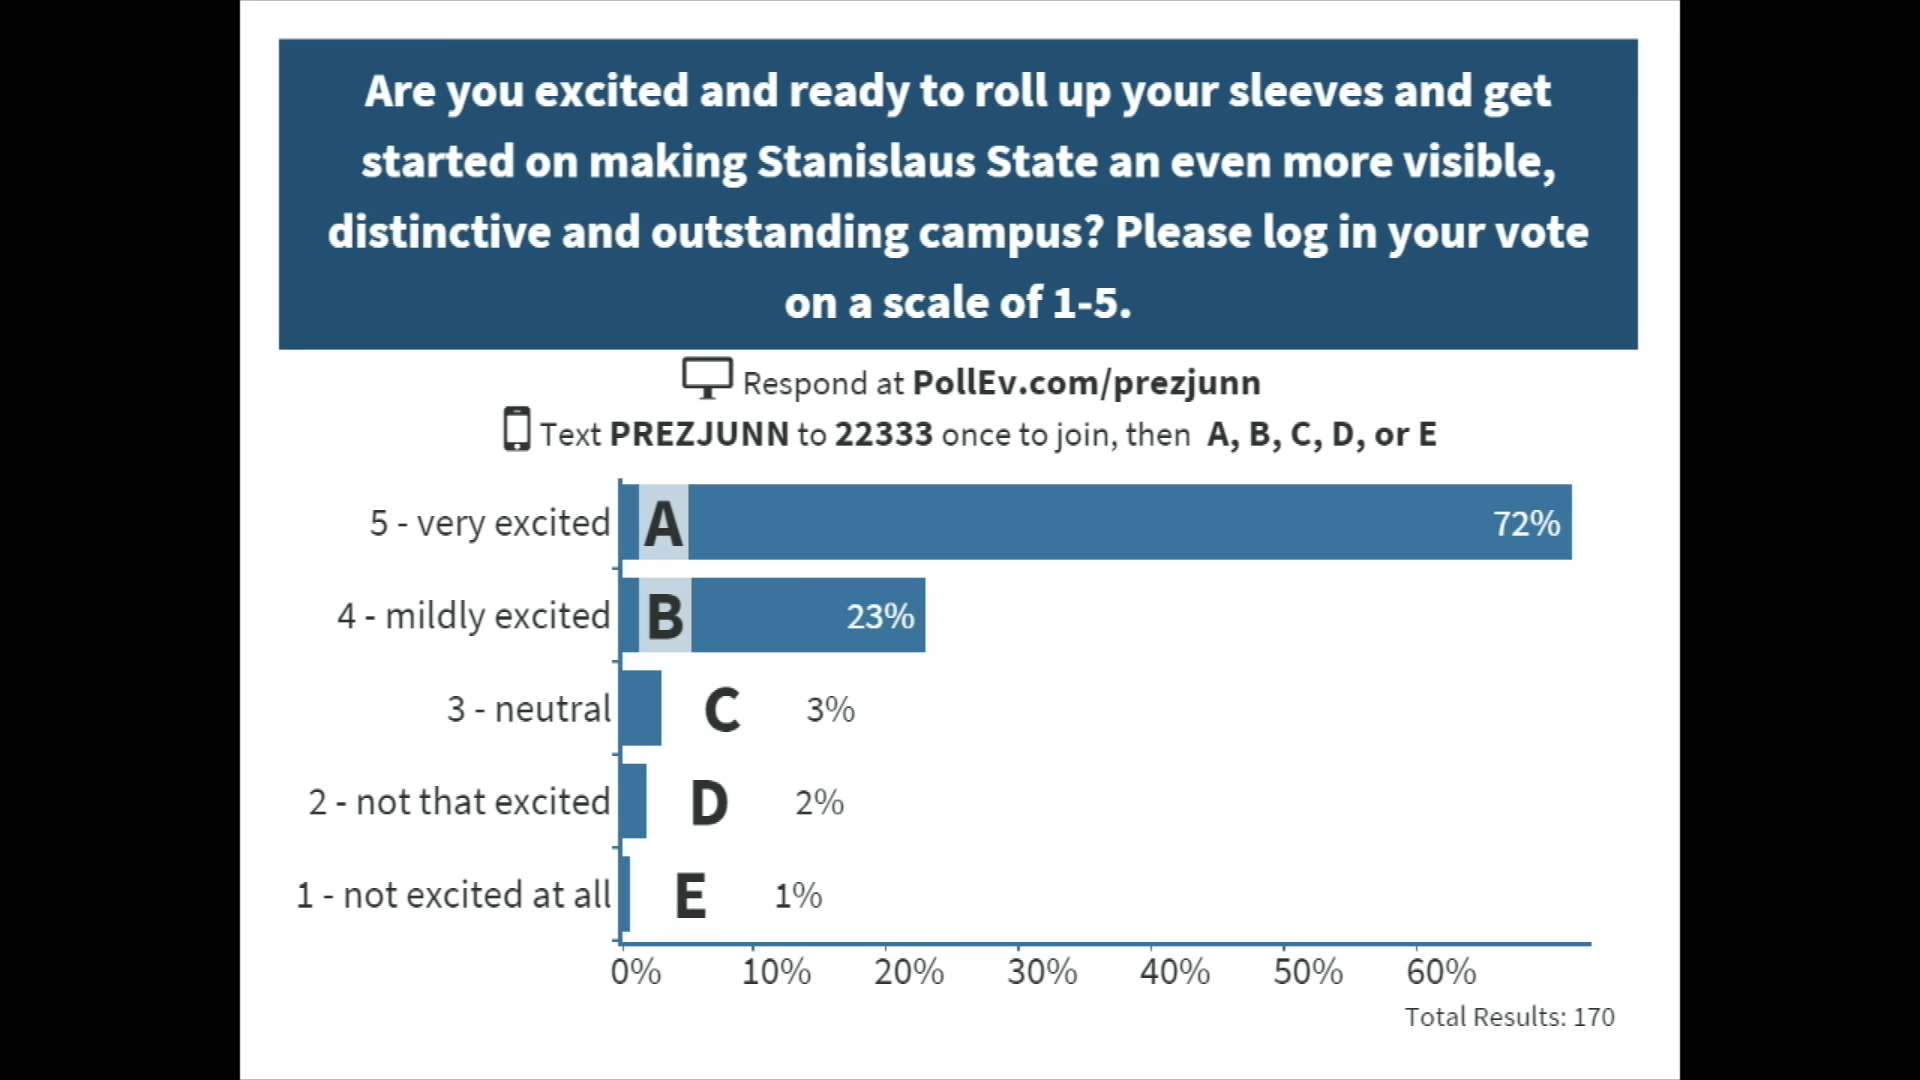 Are you excited and ready to roll up your sleeves and get
started on making Stanislaus State an even more visible,
distinctive and outstanding campus? Please log in your vote
on a scale of 1-5.
Respond at PollEv.com/prezjunn
Text PREZJUNN to 22333 once to join, then A, B, C, D, or E
5 - very excited A 72%
4 - mildly excited B 23%
3 - neutral C 3%
2 - not that excited D 2%
1 - not excited at all E 1%
0% 10% 20% 30% 40% 50% 60%
Total Results: 170